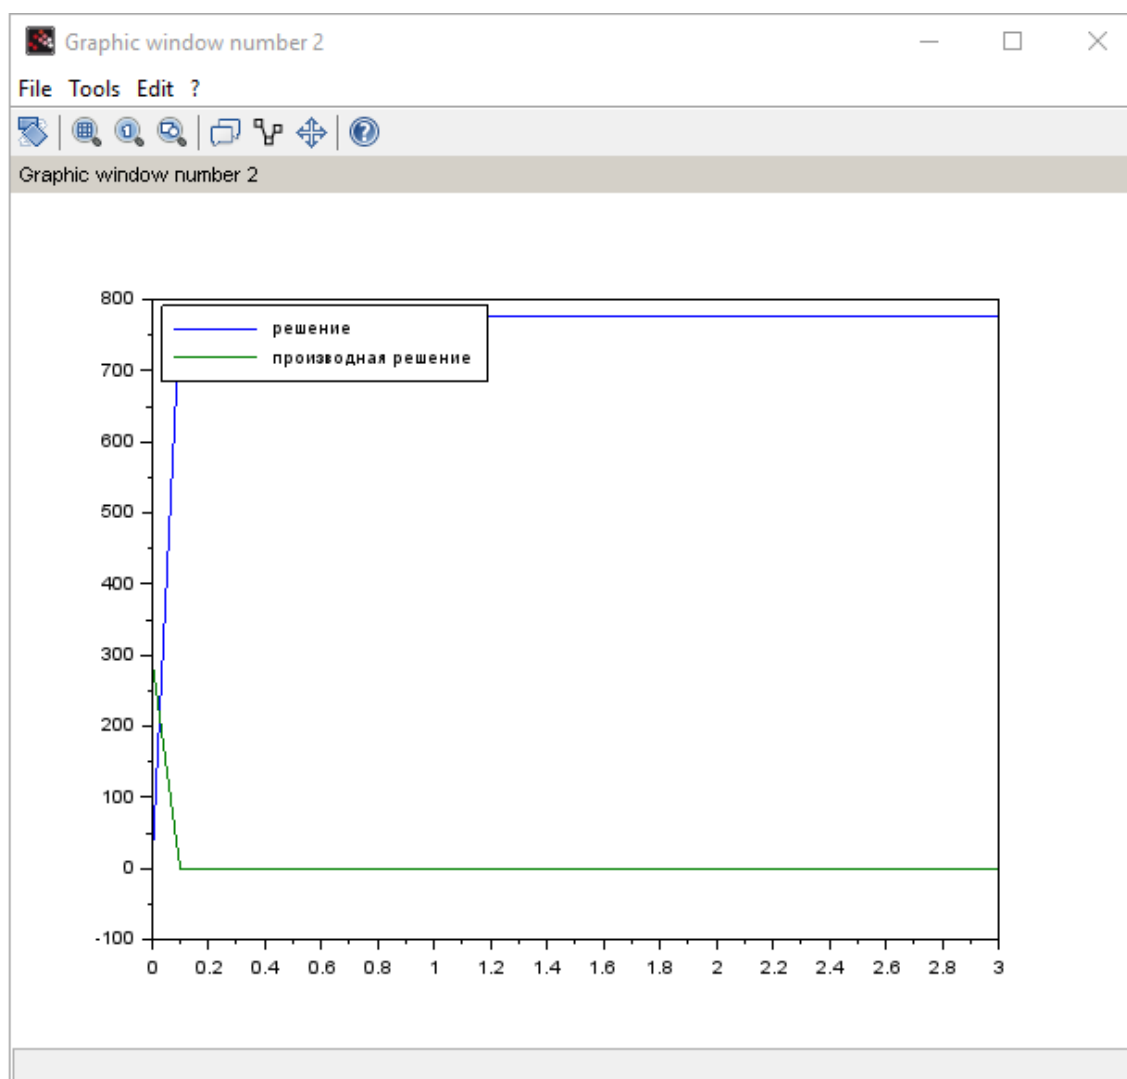 Graphic window number 2
File Tools Edit ?
Graphic window number 2
800
700
600
500
400
300
200
100
0
-100
решение
производная решение
0 0.2 0.4 0.6 0.8 1 1.2 1.4 1.6 1.8 2 2.2 2.4 2.6 2.8 3